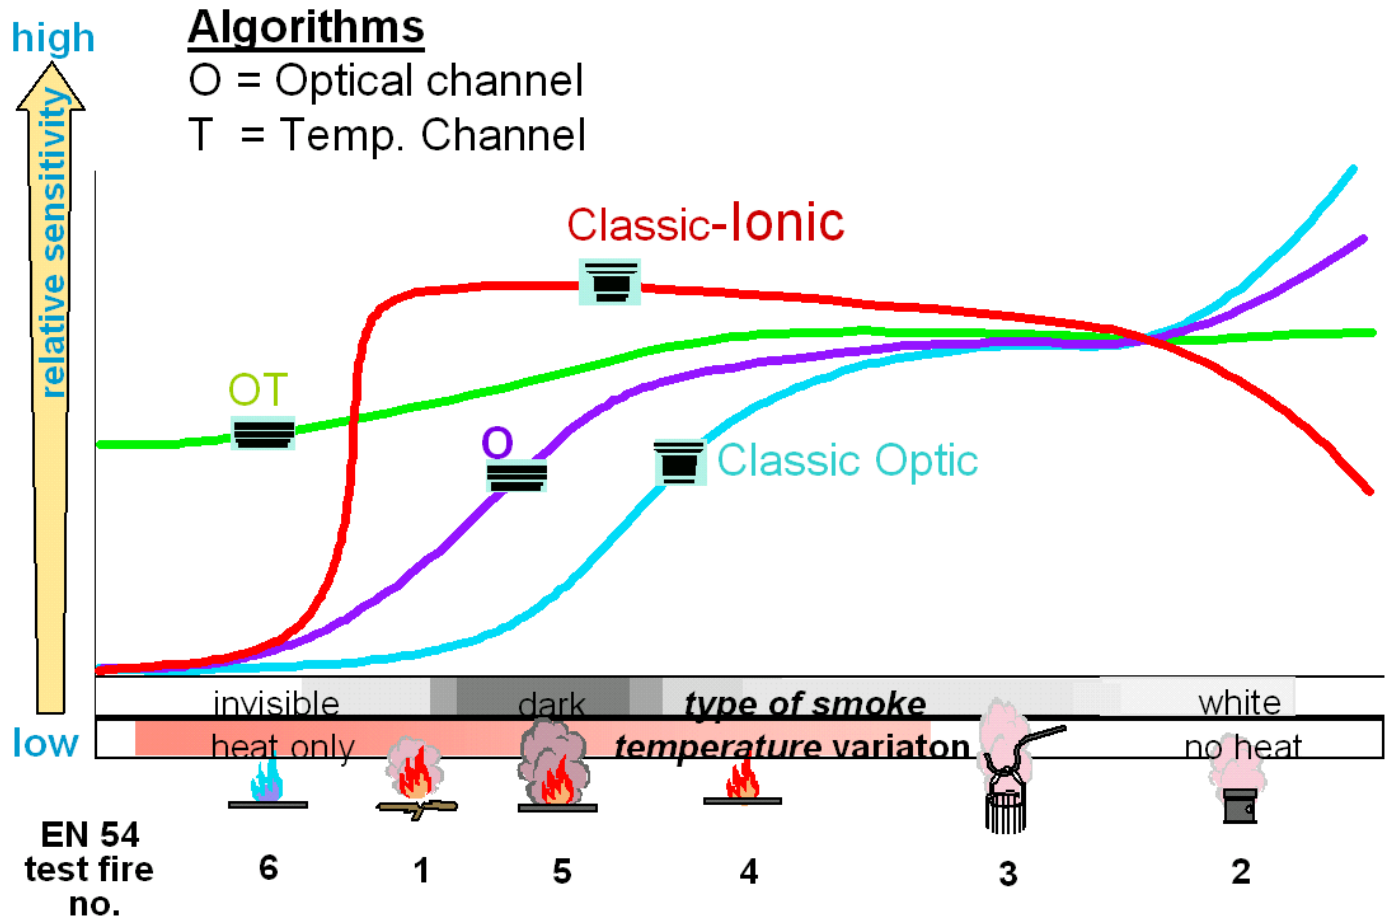 high
Algorithms
O = Optical channel
T = Temp. Channel
relative sensitivity
Classic-Ionic
OT
O
Classic Optic
invisible dark type of smoke white
low heat only temperature variaton no heat
EN 54
test fire
no.
6 1 5 4 3 2